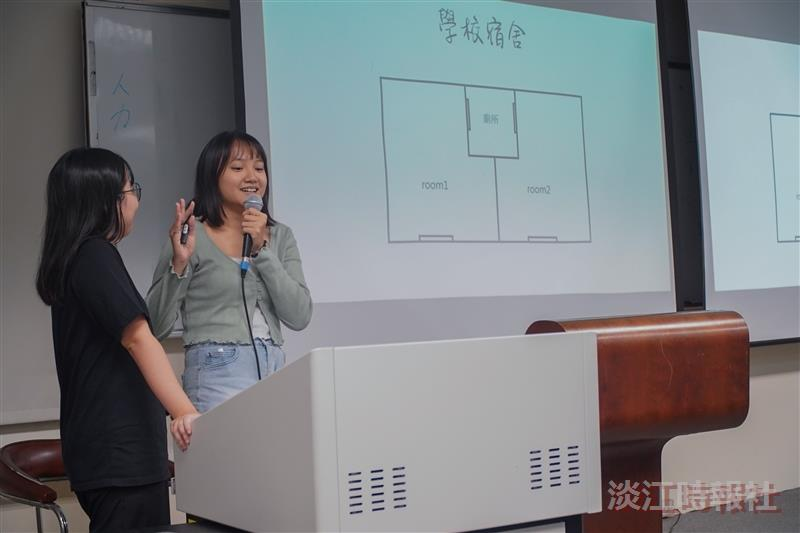 人力
學校宿舍
廁所
room1
room2
淡江時報社